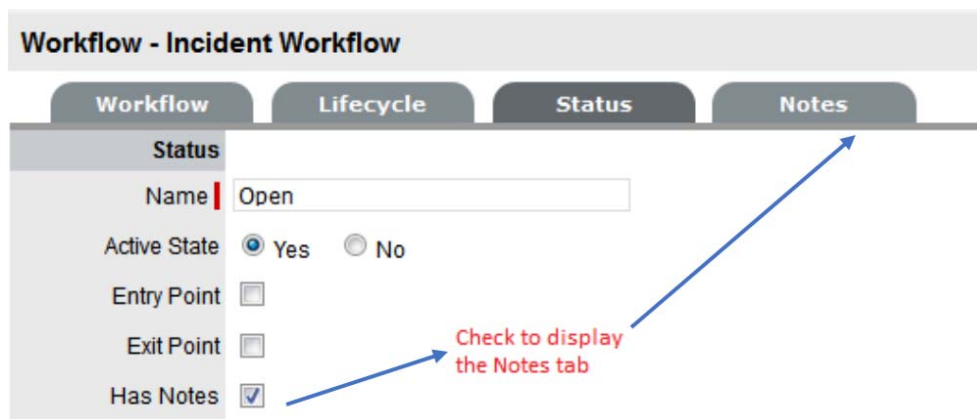 Workflow - Incident Workflow
Workflow Lifecycle Status Notes
Status
Name Open
Active State Yes No
Entry Point
Exit Point
Check to display
the Notes tab
Has Notes